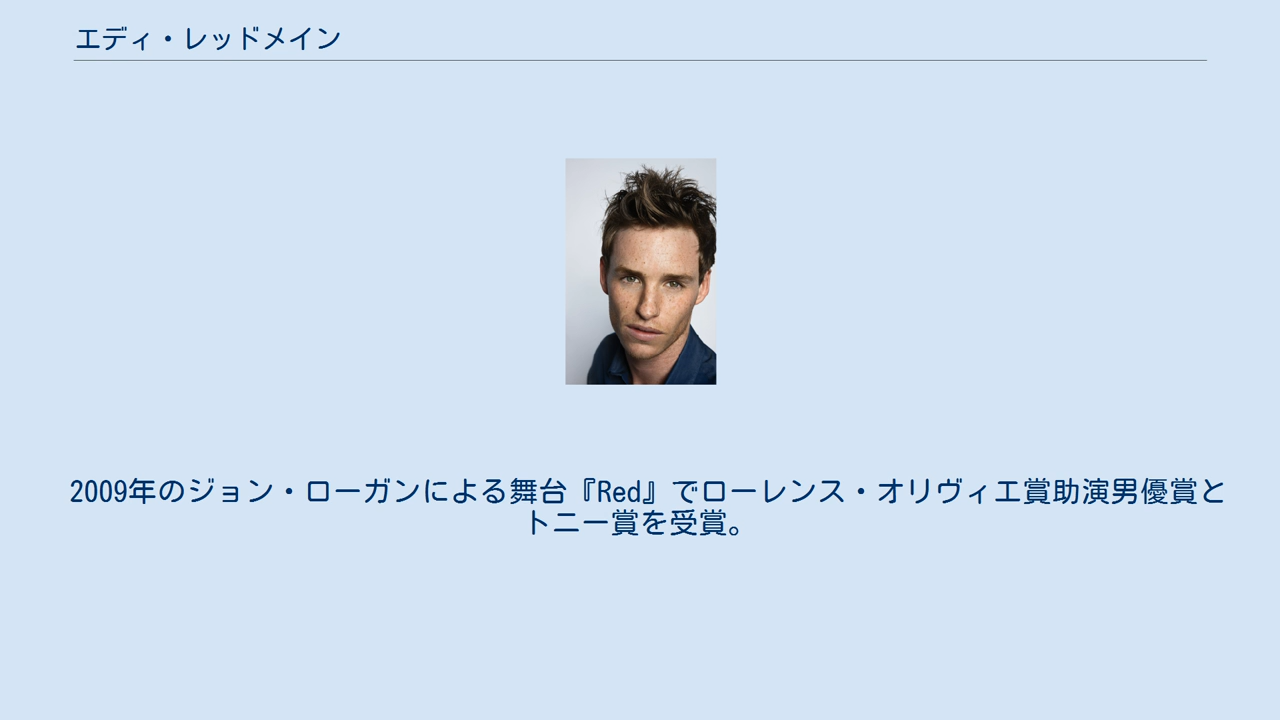 エディ・レッドメイン
2009年のジョン・ローガンによる舞台『Red』でローレンス・オリヴィエ賞助演男優賞と
トニー賞を受賞。